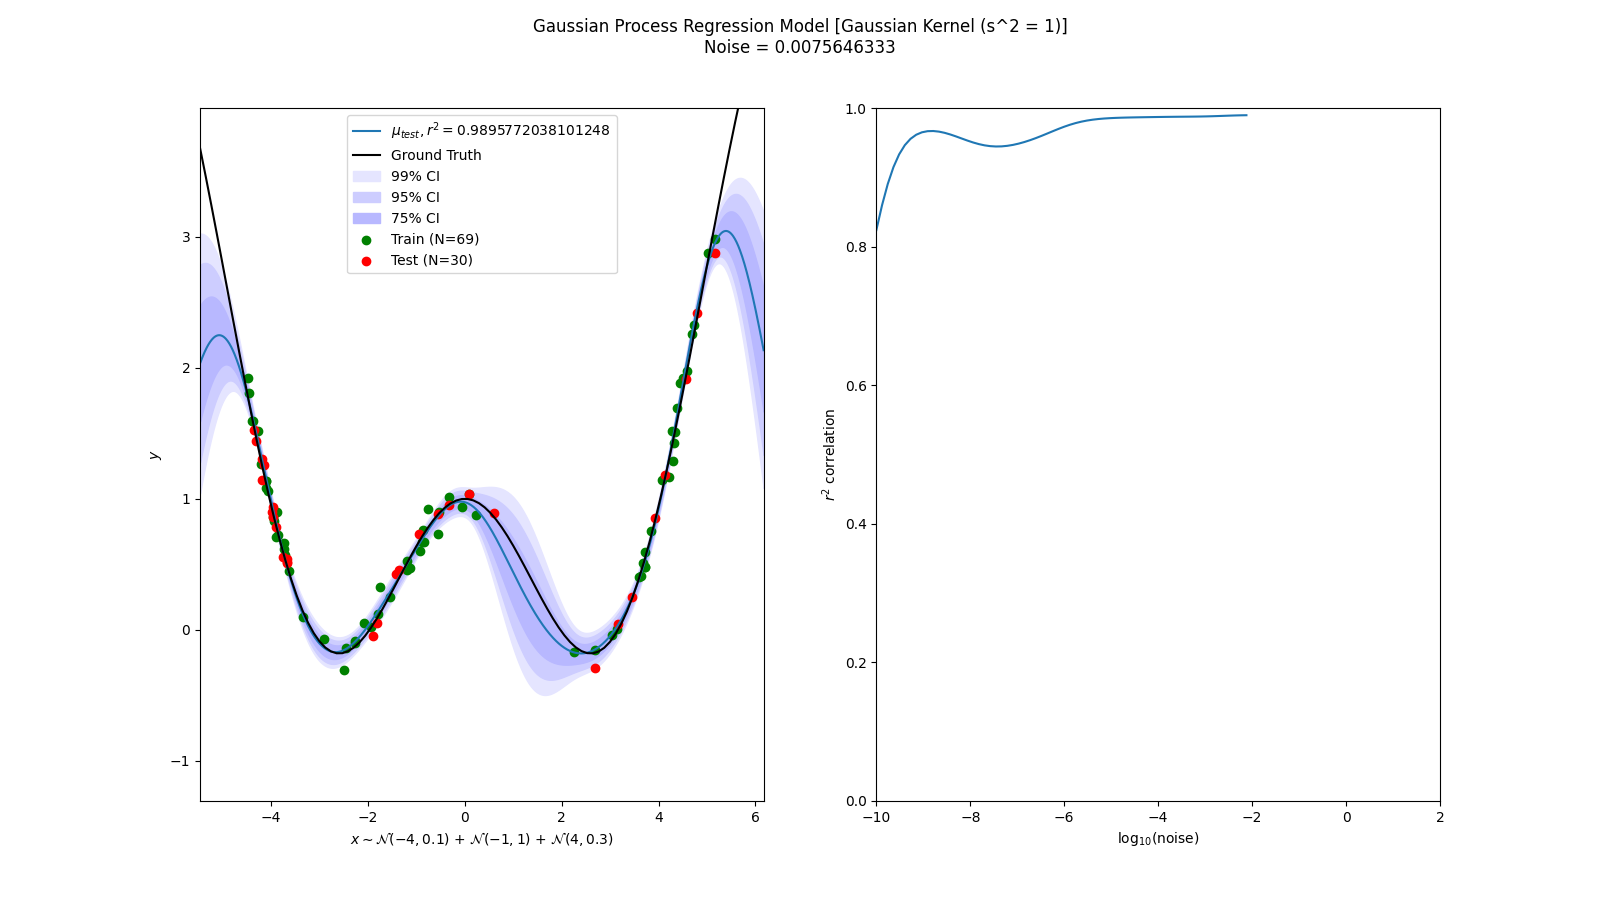 Gaussian Process Regression Model [Gaussian Kernel (s^2 = 1)]
Noise = 0.0075646333
μ_test, r² = 0.9895772038101248
Ground Truth
99% CI
95% CI
75% CI
Train (N=69)
Test (N=30)
3
2
1
0
−1
y
−4 −2 0 2 4 6
x ~ 𝒩(−4, 0.1) + 𝒩(−1, 1) + 𝒩(4, 0.3)
1.0
0.8
0.6
0.4
0.2
0.0
r² correlation
−10 −8 −6 −4 −2 0 2
log₁₀(noise)